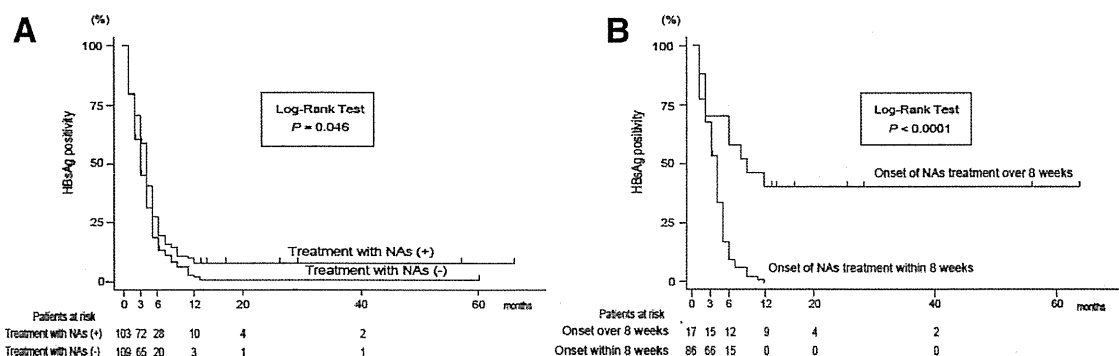 A
(%)
100
75
50
25
0
HBsAg positivity
Log-Rank Test
P = 0.046
Treatment with NAs (+)
Treatment with NAs (-)
0 3 6 12 20 40 60 months
Patients at risk
Treatment with NAs (+) 103 72 28 10 4 2
Treatment with NAs (-) 109 65 20 3 1 1
B
(%)
100
75
50
25
0
HBsAg positivity
Log-Rank Test
P < 0.0001
Onset of NAs treatment over 8 weeks
Onset of NAs treatment within 8 weeks
0 3 6 12 20 40 60 months
Patients at risk
Onset over 8 weeks 17 15 12 9 4 2
Onset within 8 weeks 86 66 15 0 0 0